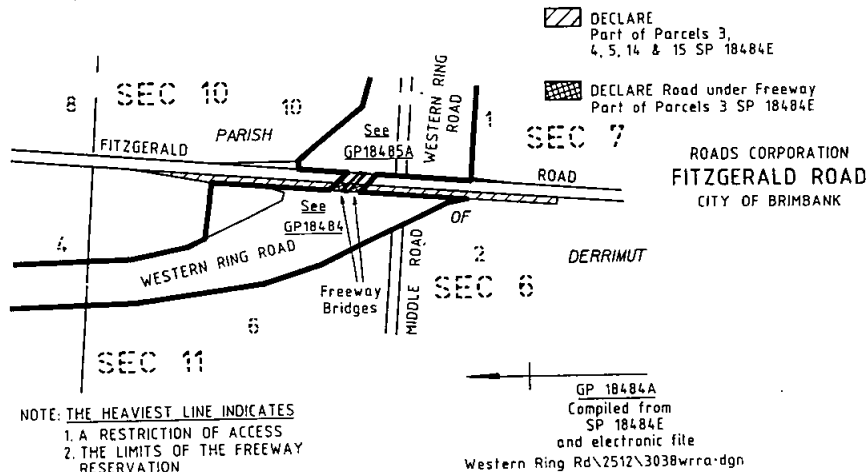 DECLARE
Part of Parcels 3,
4, 5, 14 & 15 SP 18484E
DECLARE Road under Freeway
Part of Parcels 3 SP 18484E
ROADS CORPORATION
FITZGERALD ROAD
CITY OF BRIMBANK
8
SEC 10
10
WESTERN RING
ROAD
1
SEC 7
FITZGERALD
PARISH
See
GP18485A
ROAD
See
GP18484
OF
4
WESTERN RING ROAD
2
DERRIMUT
Freeway
Bridges
MIDDLE ROAD
SEC 6
6
SEC 11
NOTE: THE HEAVIEST LINE INDICATES
1. A RESTRICTION OF ACCESS
2. THE LIMITS OF THE FREEWAY
RESERVATION
GP 18484A
Compiled from
SP 18484E
and electronic file
Western Ring Rd\2512\3038wrra.dgn